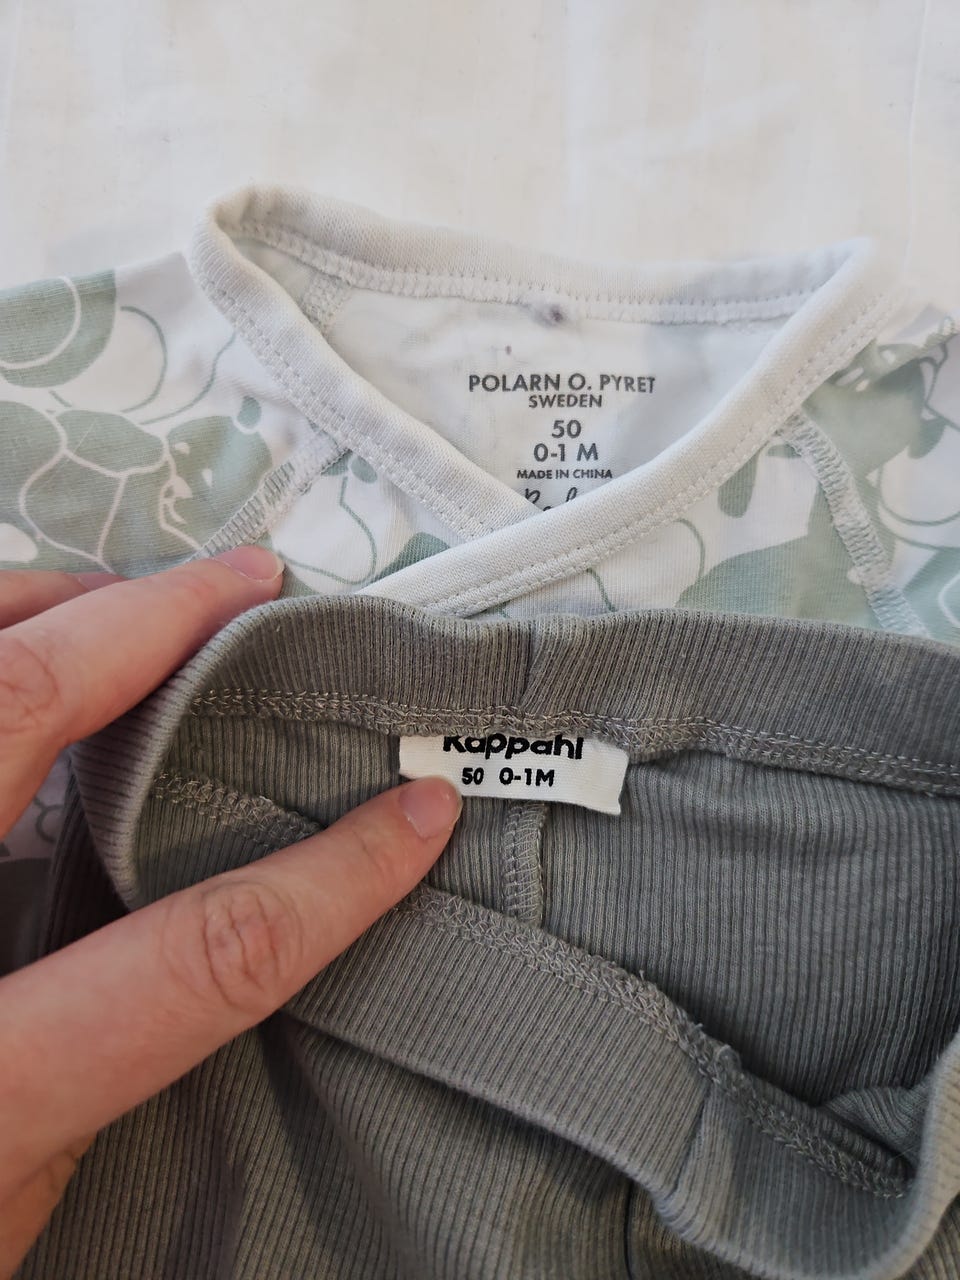 POLARN O. PYRET
SWEDEN
50
0-1 M
MADE IN CHINA
Kappahl
50 0-1M